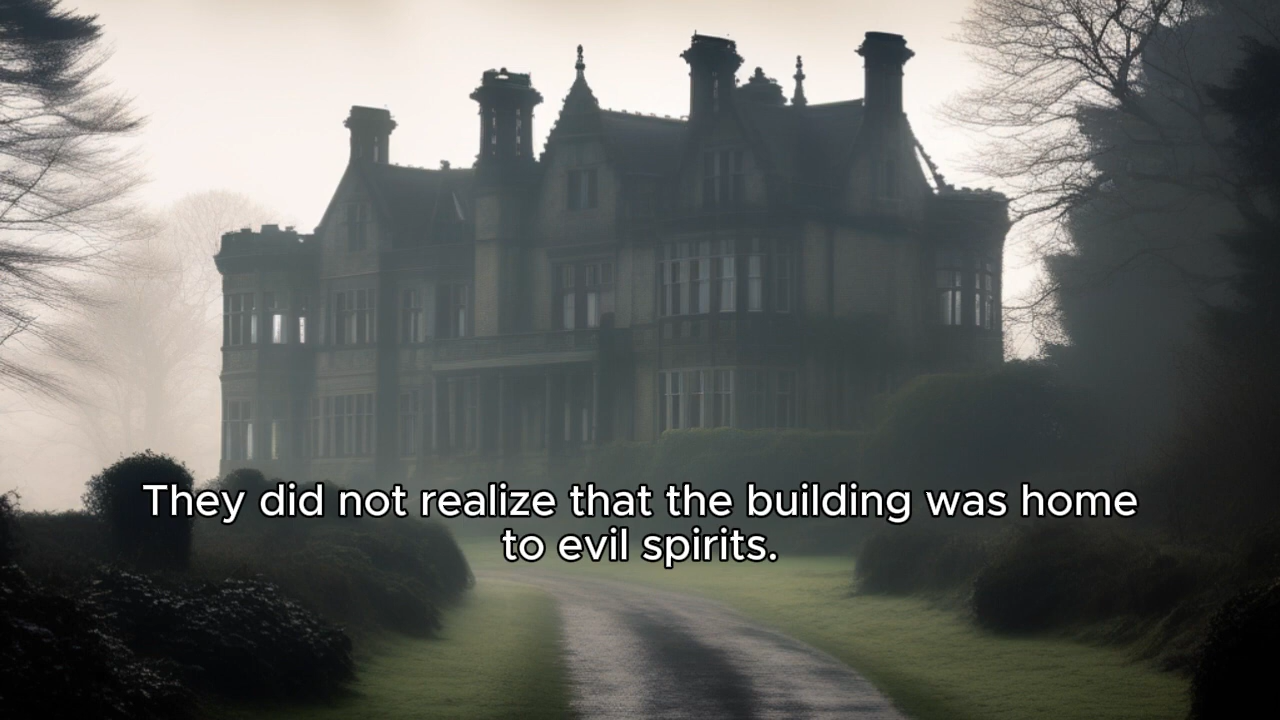 They did not realize that the building was home
to evil spirits.